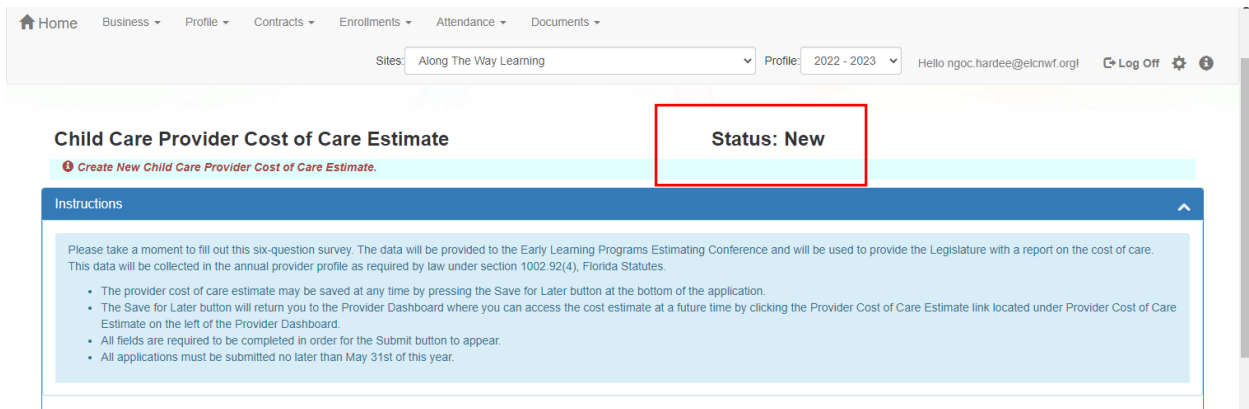 Home Business Profile Contracts Enrollments Attendance Documents
Sites: Along The Way Learning Profile: 2022 - 2023 Hello ngoc.hardee@elcnwf.org! Log Off
Child Care Provider Cost of Care Estimate Status: New
Create New Child Care Provider Cost of Care Estimate.
Instructions
Please take a moment to fill out this six-question survey. The data will be provided to the Early Learning Programs Estimating Conference and will be used to provide the Legislature with a report on the cost of care.
This data will be collected in the annual provider profile as required by law under section 1002.92(4), Florida Statutes.
• The provider cost of care estimate may be saved at any time by pressing the Save for Later button at the bottom of the application.
• The Save for Later button will return you to the Provider Dashboard where you can access the cost estimate at a future time by clicking the Provider Cost of Care Estimate link located under Provider Cost of Care
Estimate on the left of the Provider Dashboard.
• All fields are required to be completed in order for the Submit button to appear.
• All applications must be submitted no later than May 31st of this year.